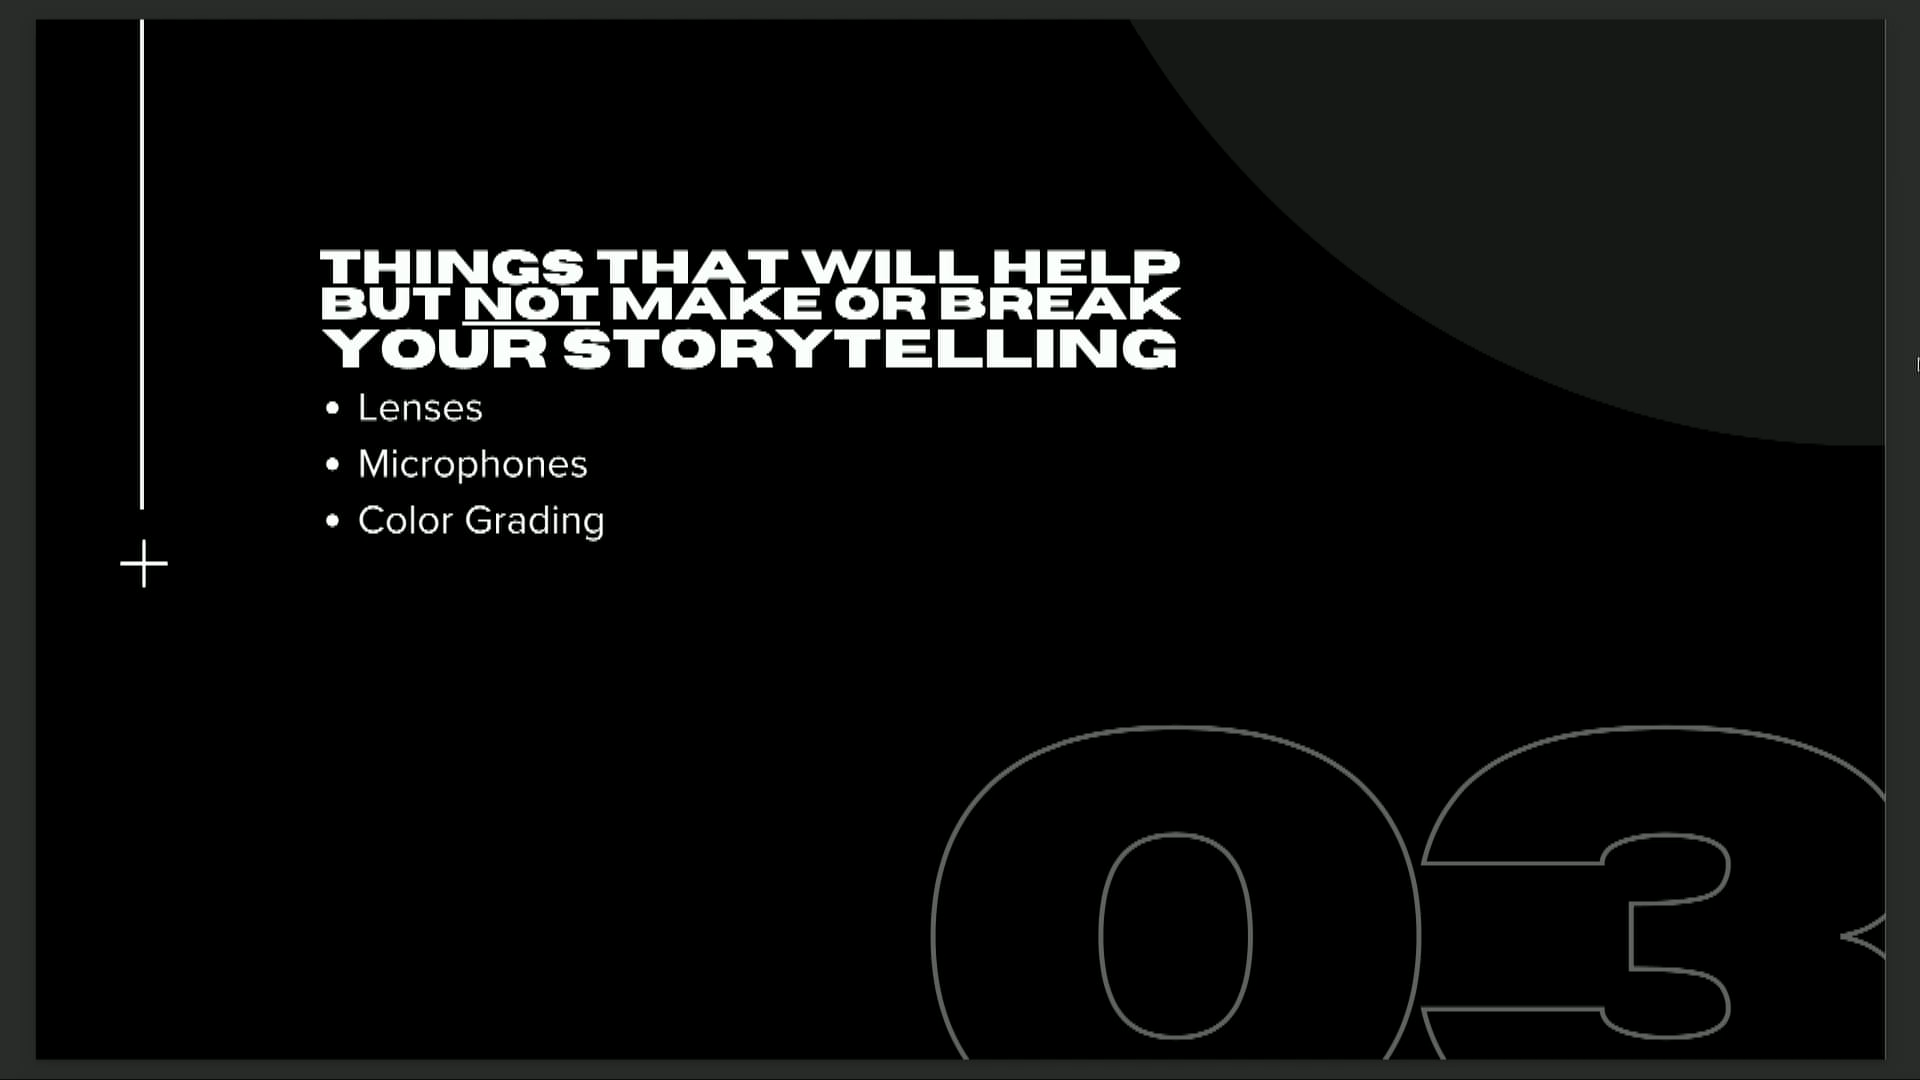 THINGS THAT WILL HELP
BUT NOT MAKE OR BREAK
YOUR STORYTELLING
• Lenses
• Microphones
• Color Grading
03